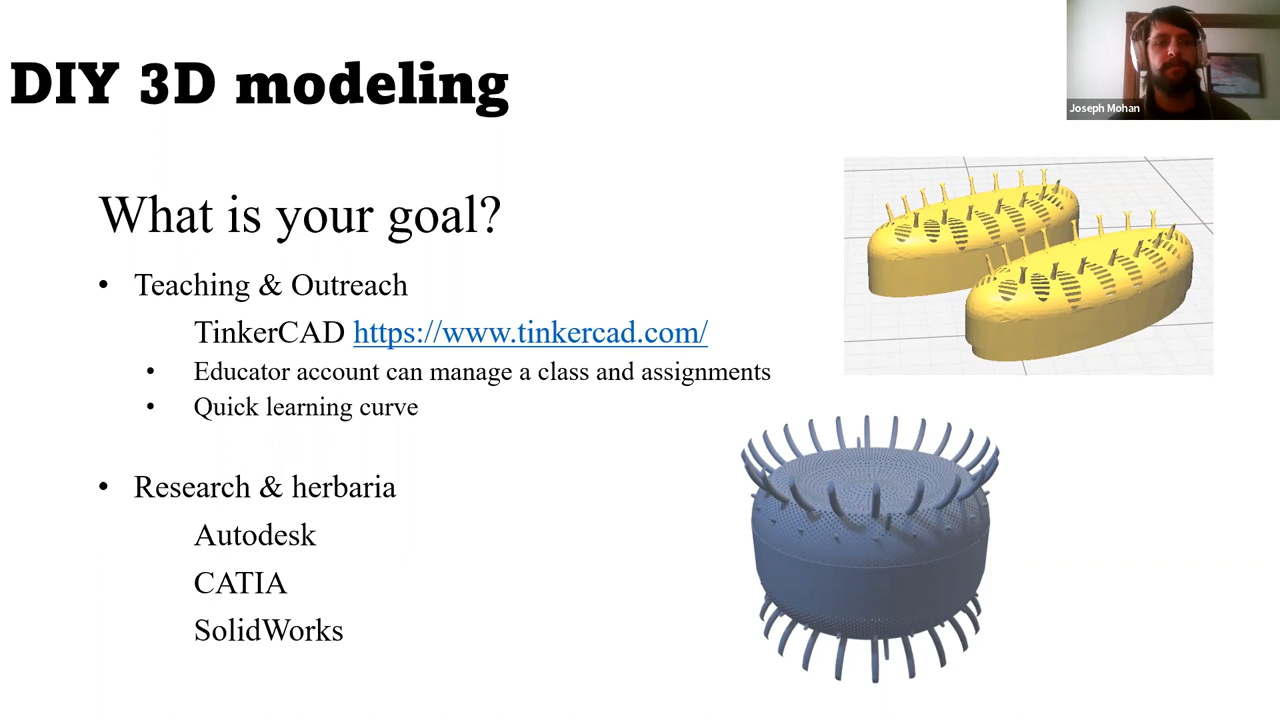 DIY 3D modeling
Joseph Mohan
What is your goal?
• Teaching & Outreach
TinkerCAD https://www.tinkercad.com/
• Educator account can manage a class and assignments
• Quick learning curve
• Research & herbaria
Autodesk
CATIA
SolidWorks